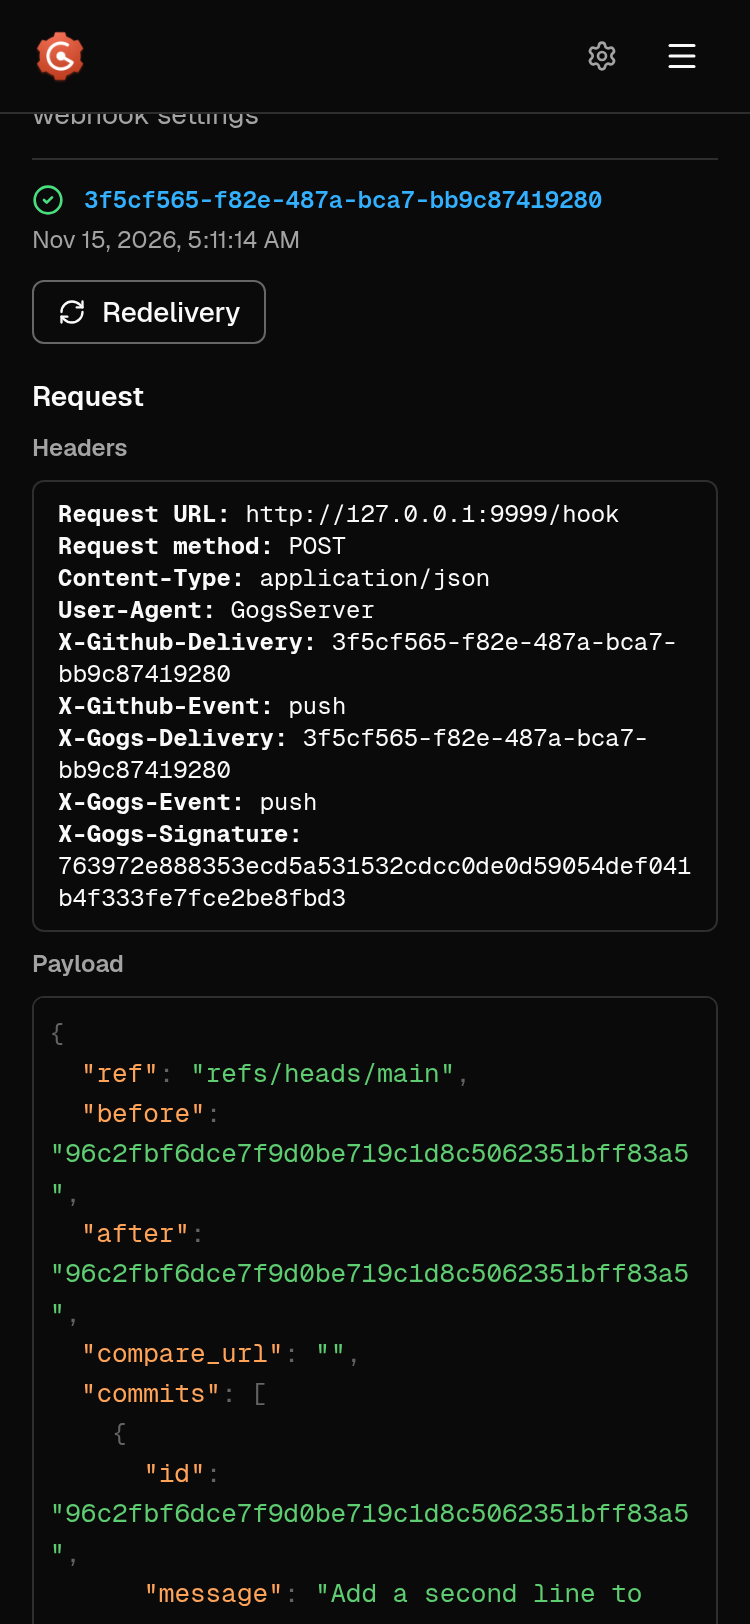 Webhook settings
3f5cf565-f82e-487a-bca7-bb9c87419280
Nov 15, 2026, 5:11:14 AM
Redelivery
Request
Headers
Request URL: http://127.0.0.1:9999/hook
Request method: POST
Content-Type: application/json
User-Agent: GogsServer
X-Github-Delivery: 3f5cf565-f82e-487a-bca7-
bb9c87419280
X-Github-Event: push
X-Gogs-Delivery: 3f5cf565-f82e-487a-bca7-
bb9c87419280
X-Gogs-Event: push
X-Gogs-Signature:
763972e888353ecd5a531532cdcc0de0d59054def041
b4f333fe7fce2be8fbd3
Payload
{
"ref": "refs/heads/main",
"before":
"96c2fbf6dce7f9d0be719c1d8c5062351bff83a5
",
"after":
"96c2fbf6dce7f9d0be719c1d8c5062351bff83a5
",
"compare_url": "",
"commits": [
{
"id":
"96c2fbf6dce7f9d0be719c1d8c5062351bff83a5
",
"message": "Add a second line to